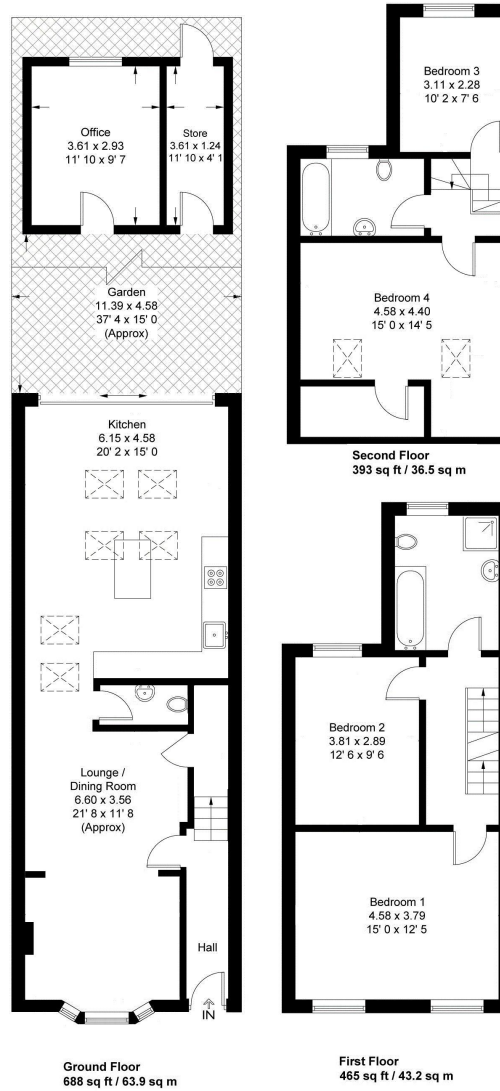 Office
3.61 x 2.93
11' 10 x 9' 7
Store
3.61 x 1.24
11' 10 x 4' 1
Garden
11.39 x 4.58
37' 4 x 15' 0
(Approx)
Kitchen
6.15 x 4.58
20' 2 x 15' 0
Lounge /
Dining Room
6.60 x 3.56
21' 8 x 11' 8
(Approx)
Hall
IN
Ground Floor
688 sq ft / 63.9 sq m
Bedroom 3
3.11 x 2.28
10' 2 x 7' 6
Bedroom 4
4.58 x 4.40
15' 0 x 14' 5
Second Floor
393 sq ft / 36.5 sq m
Bedroom 2
3.81 x 2.89
12' 6 x 9' 6
Bedroom 1
4.58 x 3.79
15' 0 x 12' 5
First Floor
465 sq ft / 43.2 sq m